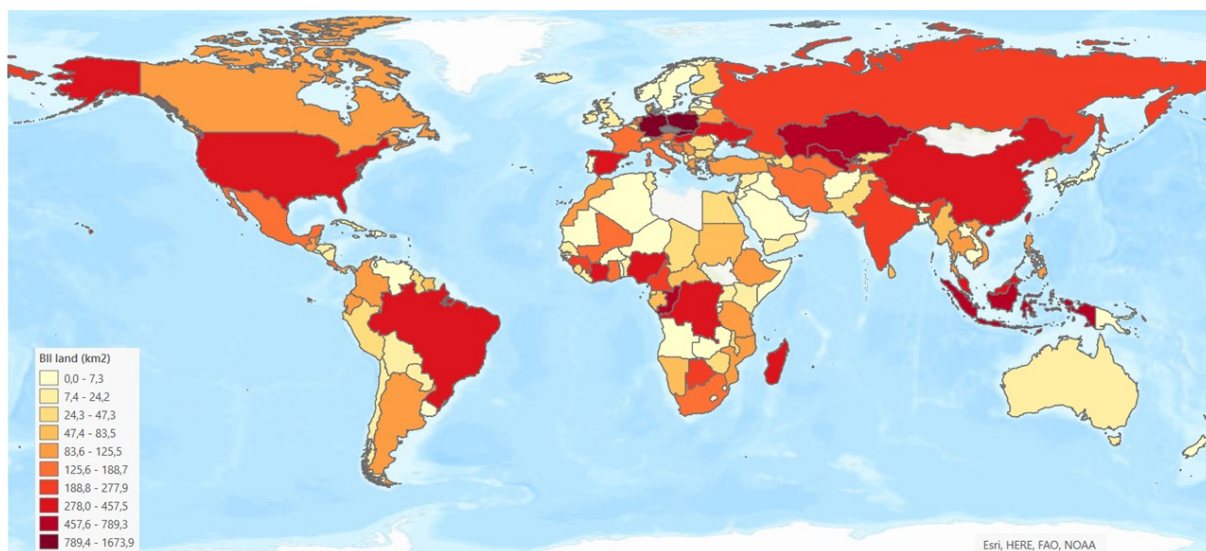 BII land (km2)
0,0 - 7,3
7,4 - 24,2
24,3 - 47,3
47,4 - 83,5
83,6 - 125,5
125,6 - 188,7
188,8 - 277,9
278,0 - 457,5
457,6 - 789,3
789,4 - 1673,9
Esri, HERE, FAO, NOAA